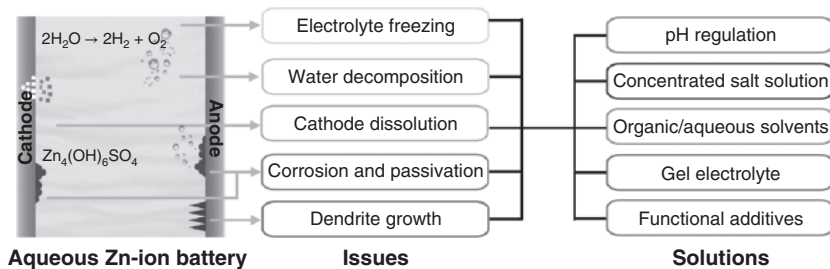 2H₂O → 2H₂ + O₂
Cathode
Anode
Zn₄(OH)₆SO₄
Aqueous Zn-ion battery
Electrolyte freezing
Water decomposition
Cathode dissolution
Corrosion and passivation
Dendrite growth
Issues
pH regulation
Concentrated salt solution
Organic/aqueous solvents
Gel electrolyte
Functional additives
Solutions